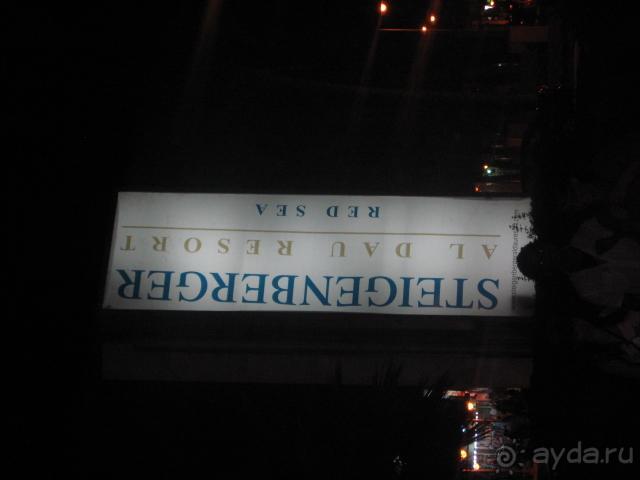 STEIGENBERGER
AL DAU RESORT
RED SEA
ayda.ru